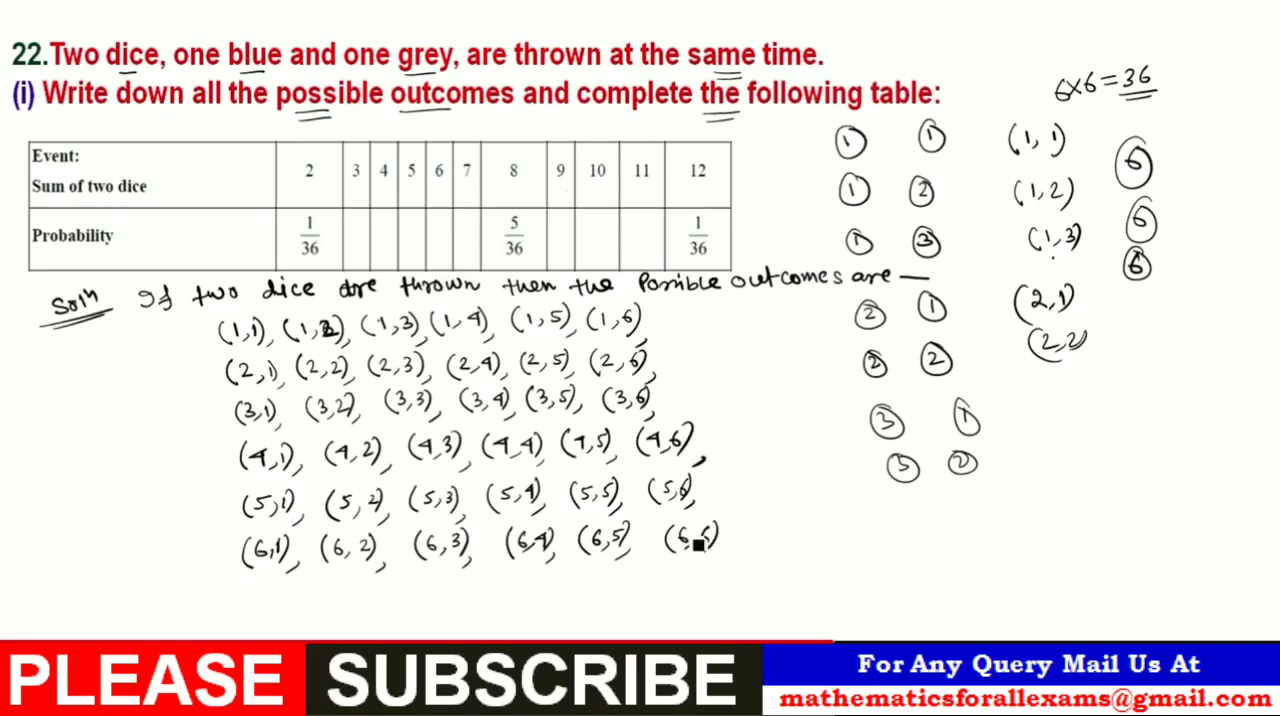 22.Two dice, one blue and one grey, are thrown at the same time.
(i) Write down all the possible outcomes and complete the following table:
6×6=36
Event:
Sum of two dice
2 3 4 5 6 7 8 9 10 11 12
Probability
1/36 5/36 1/36
Soln If two dice are thrown then the Possible outcomes are —
(1,1), (1,2), (1,3), (1,4), (1,5), (1,6),
(2,1), (2,2), (2,3), (2,4), (2,5), (2,6),
(3,1), (3,2), (3,3), (3,4), (3,5), (3,6),
(4,1), (4,2), (4,3), (4,4), (4,5), (4,6),
(5,1), (5,2), (5,3), (5,4), (5,5), (5,6),
(6,1), (6,2), (6,3), (6,4), (6,5), (6,6)
1 1 (1,1) 6
1 2 (1,2)
6
1 3 (1,3)
6
2 1 (2,1)
2 2 (2,2)
3 1
3 2
PLEASE SUBSCRIBE
For Any Query Mail Us At
mathematicsforallexams@gmail.com